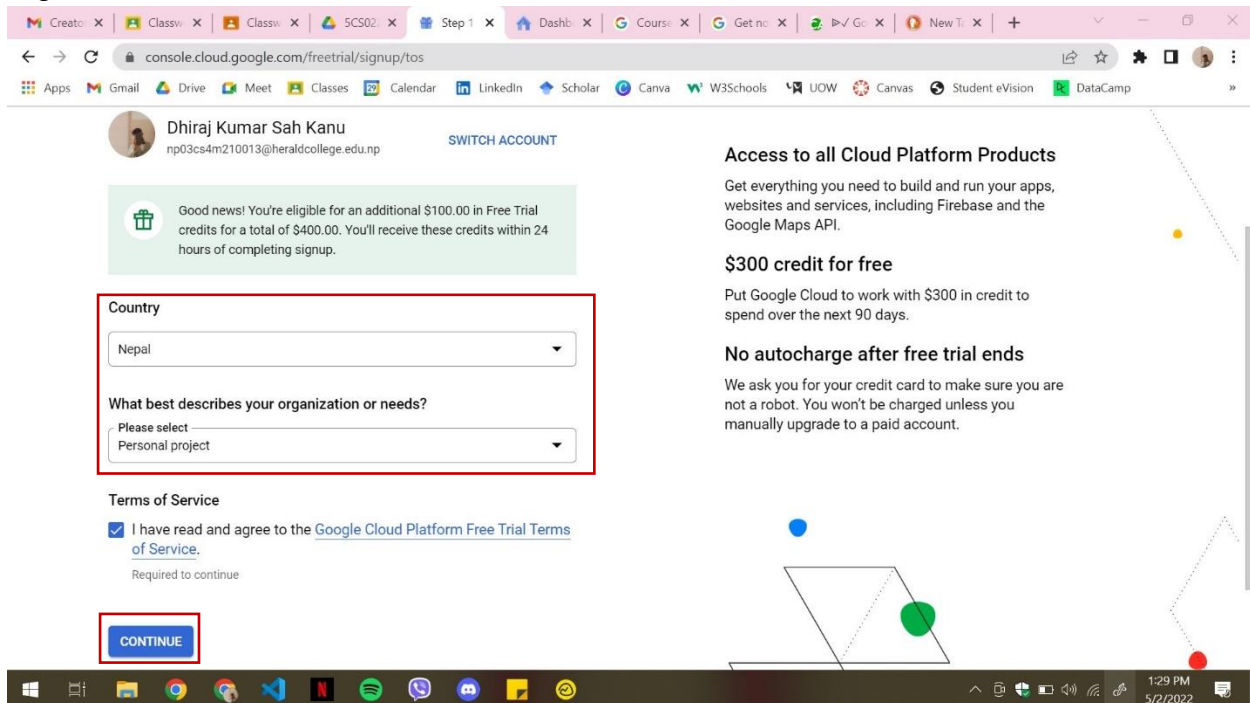 Creato
Classw
Classw
5CS02
Step 1
Dashb
Course
Get no
Go
New Ta
console.cloud.google.com/freetrial/signup/tos
Apps Gmail Drive Meet Classes Calendar LinkedIn Scholar Canva W3Schools UOW Canvas Student eVision DataCamp »
Dhiraj Kumar Sah Kanu
np03cs4m210013@heraldcollege.edu.np
SWITCH ACCOUNT
Good news! You're eligible for an additional $100.00 in Free Trial
credits for a total of $400.00. You'll receive these credits within 24
hours of completing signup.
Country
Nepal
What best describes your organization or needs?
Please select
Personal project
Terms of Service
I have read and agree to the Google Cloud Platform Free Trial Terms
of Service.
Required to continue
CONTINUE
Access to all Cloud Platform Products
Get everything you need to build and run your apps,
websites and services, including Firebase and the
Google Maps API.
$300 credit for free
Put Google Cloud to work with $300 in credit to
spend over the next 90 days.
No autocharge after free trial ends
We ask you for your credit card to make sure you are
not a robot. You won't be charged unless you
manually upgrade to a paid account.
1:29 PM
5/2/2022